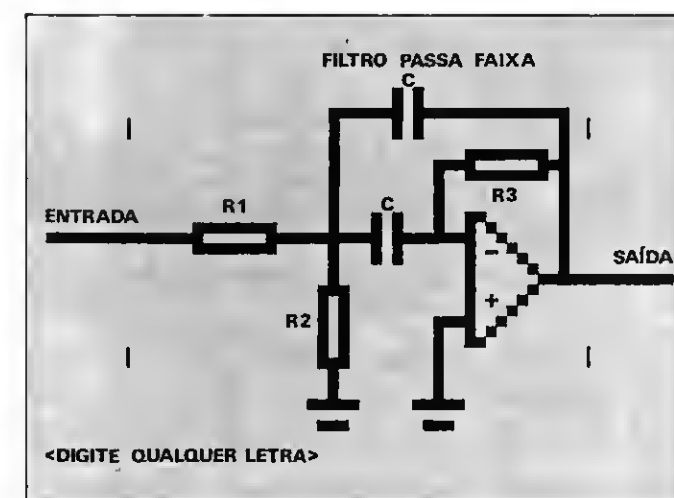 FILTRO PASSA FAIXA
C
R3
R1
C
ENTRADA
−
SAÍDA
+
R2
<DIGITE QUALQUER LETRA>